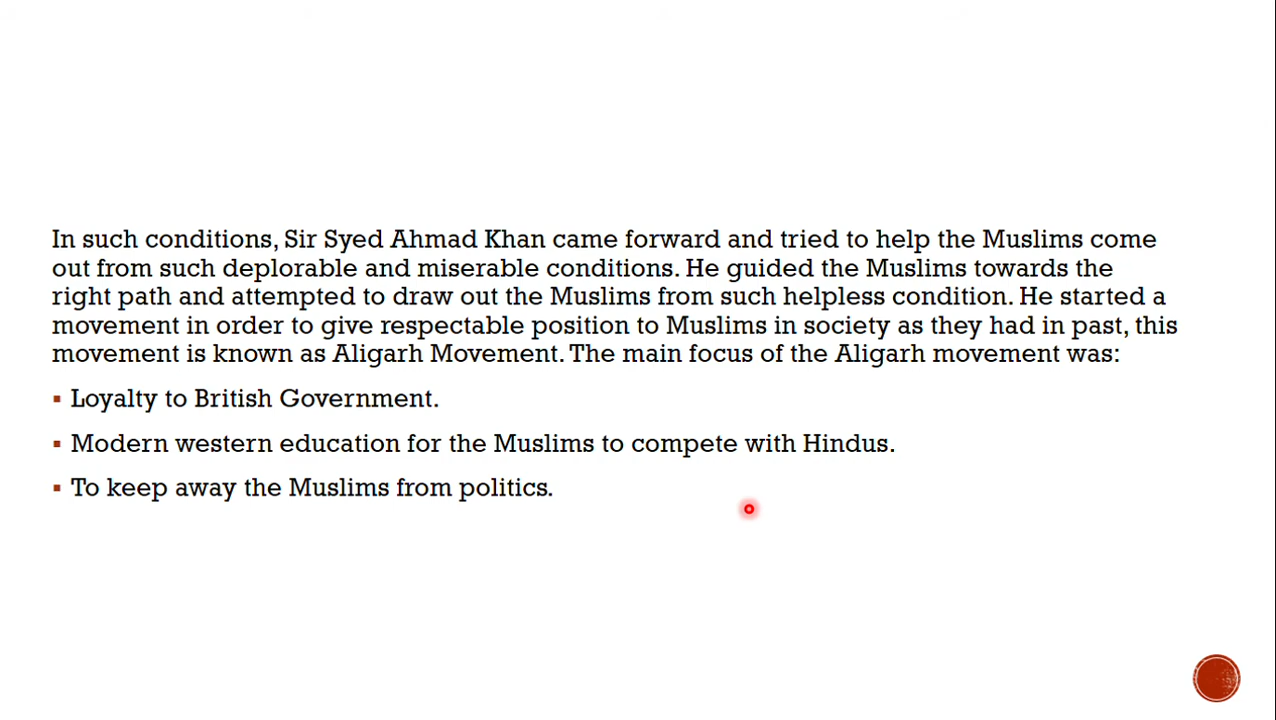 In such conditions, Sir Syed Ahmad Khan came forward and tried to help the Muslims come
out from such deplorable and miserable conditions. He guided the Muslims towards the
right path and attempted to draw out the Muslims from such helpless condition. He started a
movement in order to give respectable position to Muslims in society as they had in past, this
movement is known as Aligarh Movement. The main focus of the Aligarh movement was:
▪ Loyalty to British Government.
▪ Modern western education for the Muslims to compete with Hindus.
▪ To keep away the Muslims from politics.